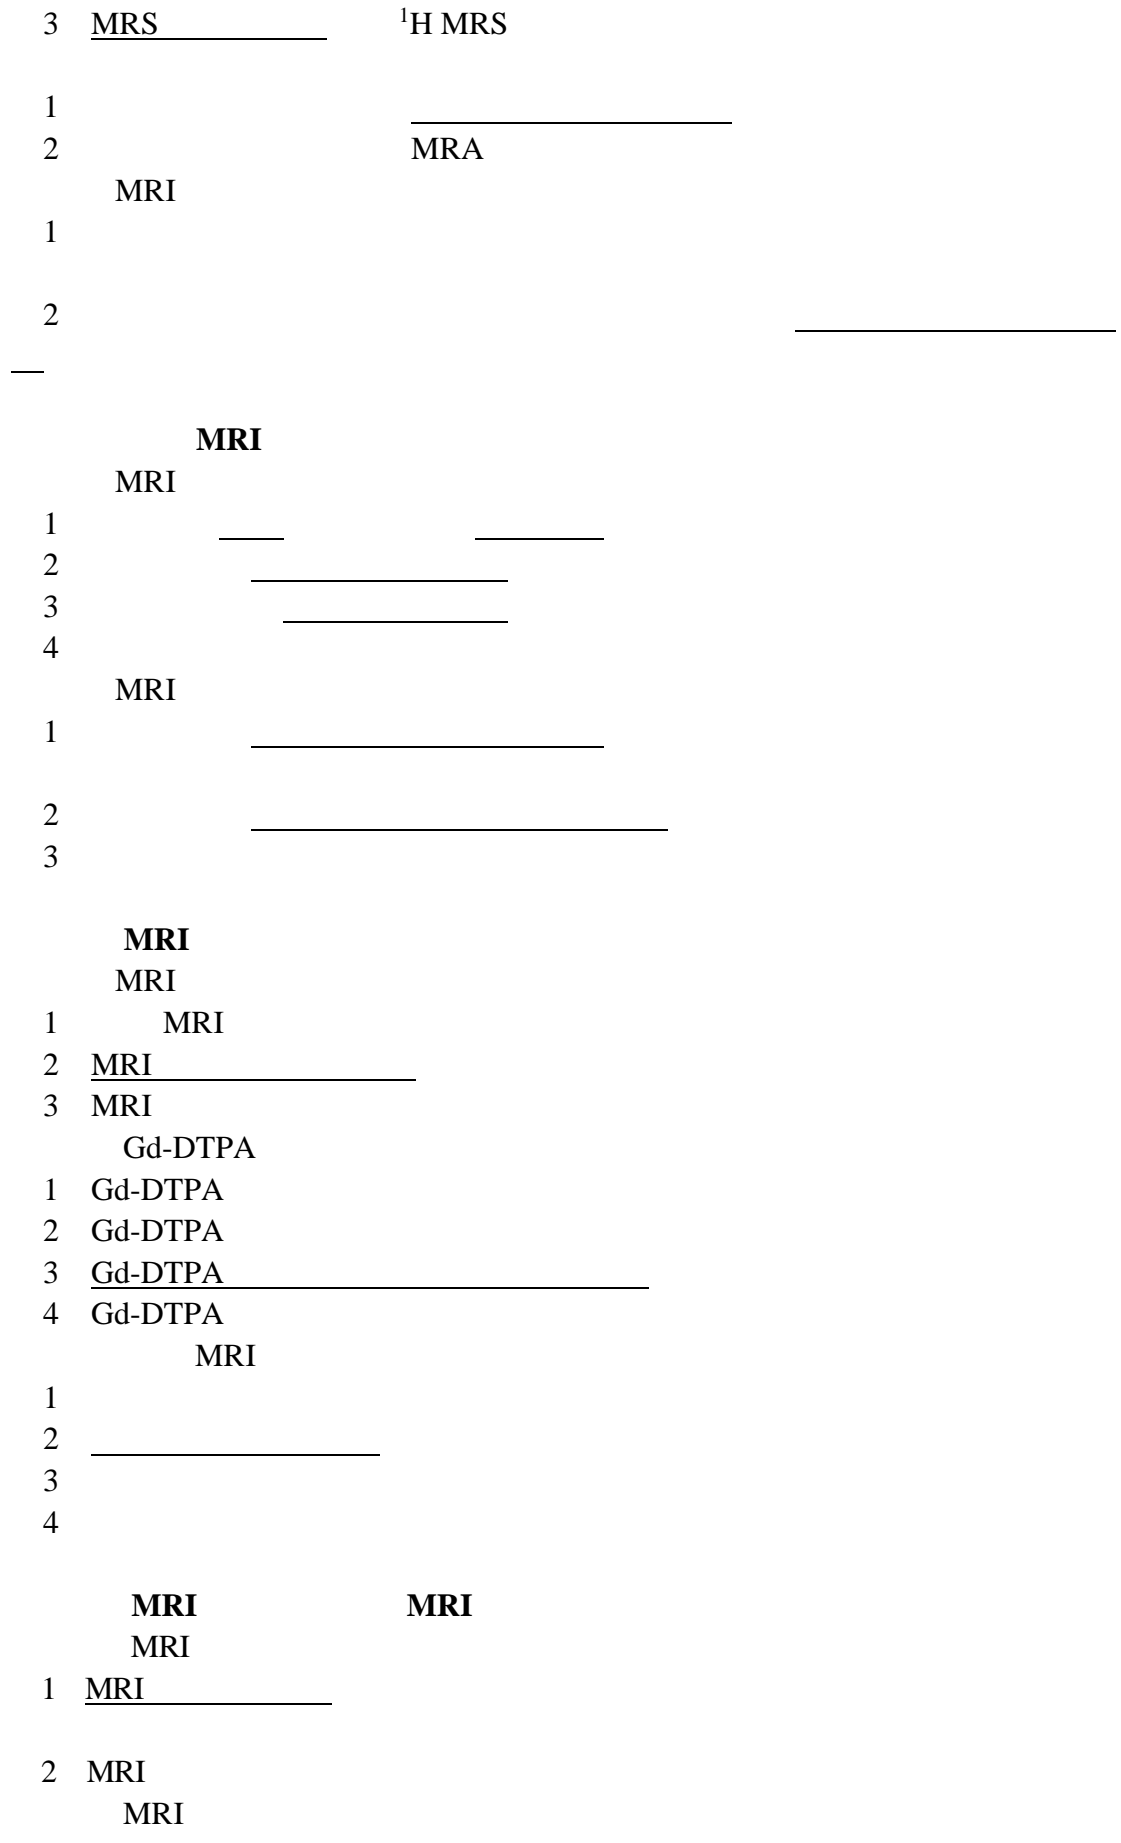 3 MRS ¹H MRS
1
2 MRA
MRI
1
2
MRI
MRI
1
2
3
4
MRI
1
2
3
MRI
MRI
1 MRI
2 MRI
3 MRI
Gd-DTPA
1 Gd-DTPA
2 Gd-DTPA
3 Gd-DTPA
4 Gd-DTPA
MRI
1
2
3
4
MRI MRI
MRI
1 MRI
2 MRI
MRI